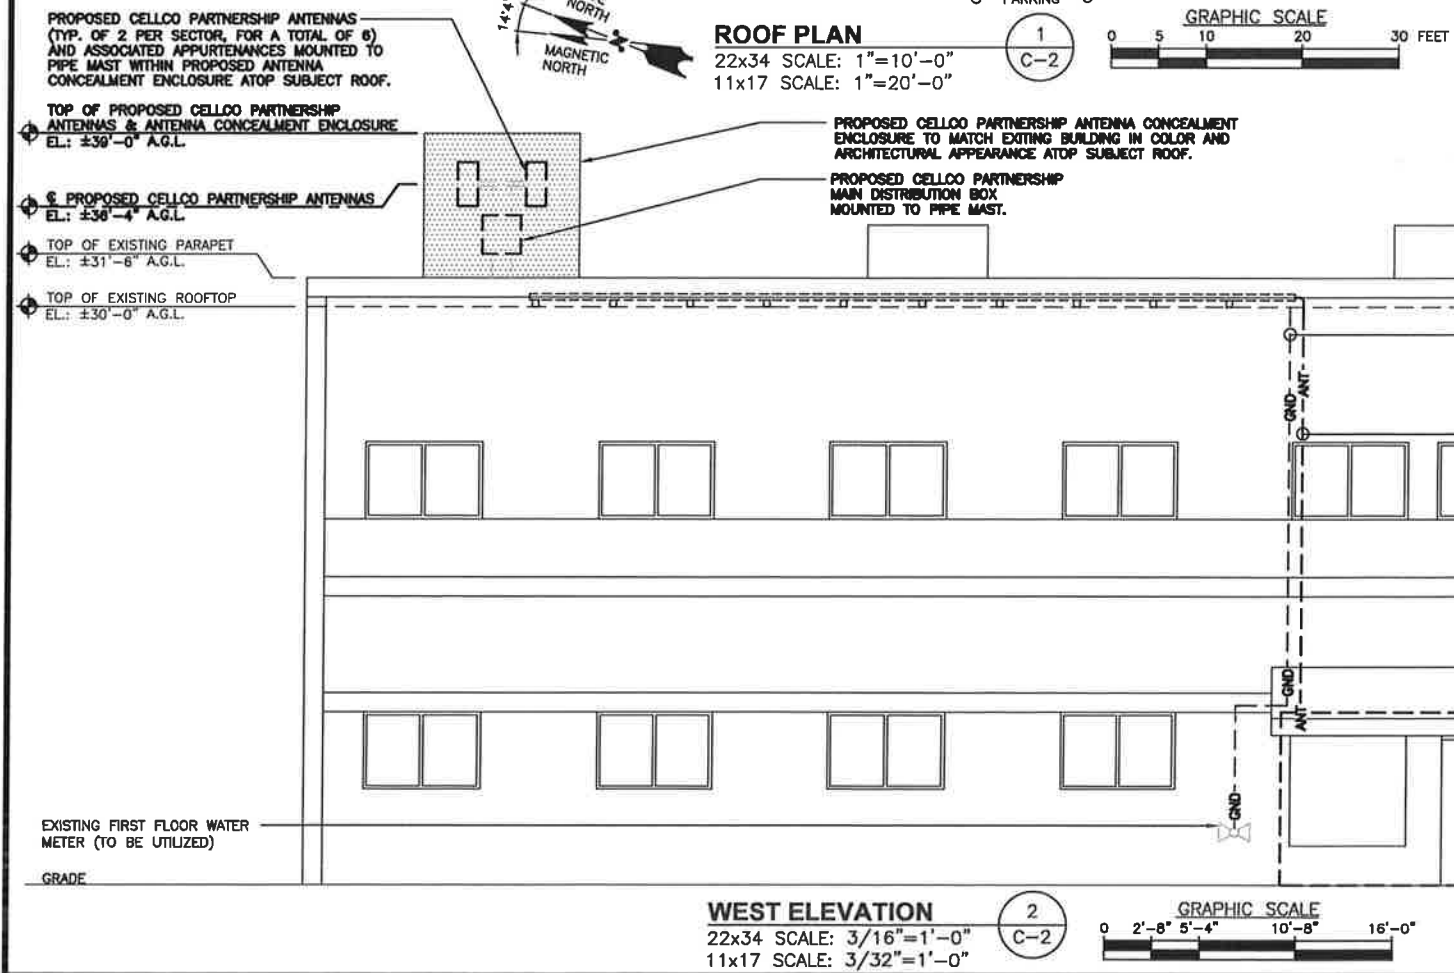 PROPOSED CELLCO PARTNERSHIP ANTENNAS
(TYP. OF 2 PER SECTOR, FOR A TOTAL OF 6)
AND ASSOCIATED APPURTENANCES MOUNTED TO
PIPE MAST WITHIN PROPOSED ANTENNA
CONCEALMENT ENCLOSURE ATOP SUBJECT ROOF.
NORTH
MAGNETIC
NORTH
ROOF PLAN
22x34 SCALE: 1"=10'-0"
11x17 SCALE: 1"=20'-0"
1
C-2
PARKING
GRAPHIC SCALE
0 5 10 20 30 FEET
TOP OF PROPOSED CELLCO PARTNERSHIP
ANTENNAS & ANTENNA CONCEALMENT ENCLOSURE
EL.: ±39'-0" A.G.L.
℄ PROPOSED CELLCO PARTNERSHIP ANTENNAS
EL.: ±36'-4" A.G.L.
TOP OF EXISTING PARAPET
EL.: ±31'-6" A.G.L.
TOP OF EXISTING ROOFTOP
EL.: ±30'-0" A.G.L.
PROPOSED CELLCO PARTNERSHIP ANTENNA CONCEALMENT
ENCLOSURE TO MATCH EXITING BUILDING IN COLOR AND
ARCHITECTURAL APPEARANCE ATOP SUBJECT ROOF.
PROPOSED CELLCO PARTNERSHIP
MAIN DISTRIBUTION BOX
MOUNTED TO PIPE MAST.
GND
ANT
GND
ANT
GND
EXISTING FIRST FLOOR WATER
METER (TO BE UTILIZED)
GRADE
WEST ELEVATION
22x34 SCALE: 3/16"=1'-0"
11x17 SCALE: 3/32"=1'-0"
2
C-2
GRAPHIC SCALE
0 2'-8" 5'-4" 10'-8" 16'-0"